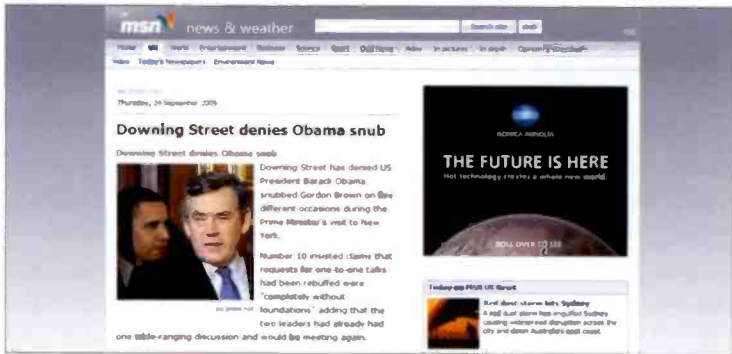 msn news & weather
Search site
Home UK World Entertainment Business Science Sport Odd News Video In pictures In depth Opinion
Video Today's Newspapers Environment News
Thursday, 24 September 2009
Downing Street denies Obama snub
Downing Street denies Obama snub
Downing Street has denied US
President Barack Obama
snubbed Gordon Brown on five
different occasions during the
Prime Minister's visit to New
York.
Number 10 insisted claims that
requests for one-to-one talks
had been rebuffed were
"completely without
foundations" adding that the
two leaders had already had
one wide-ranging discussion and would be meeting again.
KONICA MINOLTA
THE FUTURE IS HERE
Hot technology creates a whole new world.
ROLL OVER TO SEE
Today on MSN UK News
Red dust storm hits Sydney
A red dust storm has engulfed Sydney
causing widespread disruption across the
city and down Australia's east coast.